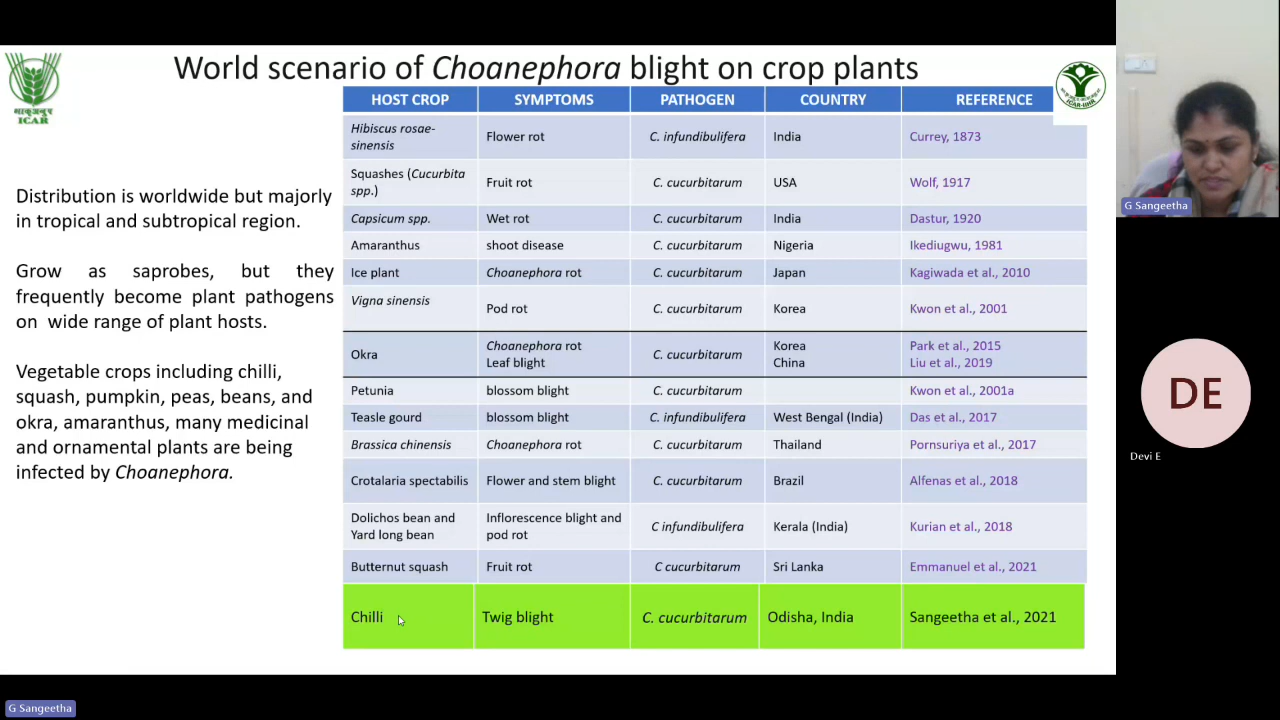 World scenario of Choanephora blight on crop plants
ICAR
ICAR-IIHR
Distribution is worldwide but majorly
in tropical and subtropical region.
Grow as saprobes, but they
frequently become plant pathogens
on wide range of plant hosts.
Vegetable crops including chilli,
squash, pumpkin, peas, beans, and
okra, amaranthus, many medicinal
and ornamental plants are being
infected by Choanephora.
HOST CROP SYMPTOMS PATHOGEN COUNTRY REFERENCE
Hibiscus rosae-
sinensis Flower rot C. infundibulifera India Currey, 1873
Squashes (Cucurbita
spp.) Fruit rot C. cucurbitarum USA Wolf, 1917
Capsicum spp. Wet rot C. cucurbitarum India Dastur, 1920
Amaranthus shoot disease C. cucurbitarum Nigeria Ikediugwu, 1981
Ice plant Choanephora rot C. cucurbitarum Japan Kagiwada et al., 2010
Vigna sinensis Pod rot C. cucurbitarum Korea Kwon et al., 2001
Okra Choanephora rot C. cucurbitarum Korea Park et al., 2015
Leaf blight China Liu et al., 2019
Petunia blossom blight C. cucurbitarum Kwon et al., 2001a
Teasle gourd blossom blight C. infundibulifera West Bengal (India) Das et al., 2017
Brassica chinensis Choanephora rot C. cucurbitarum Thailand Pornsuriya et al., 2017
Crotalaria spectabilis Flower and stem blight C. cucurbitarum Brazil Alfenas et al., 2018
Dolichos bean and Inflorescence blight and C infundibulifera Kerala (India) Kurian et al., 2018
Yard long bean pod rot
Butternut squash Fruit rot C cucurbitarum Sri Lanka Emmanuel et al., 2021
Chilli Twig blight C. cucurbitarum Odisha, India Sangeetha et al., 2021
G Sangeetha
DE
Devi E
G Sangeetha